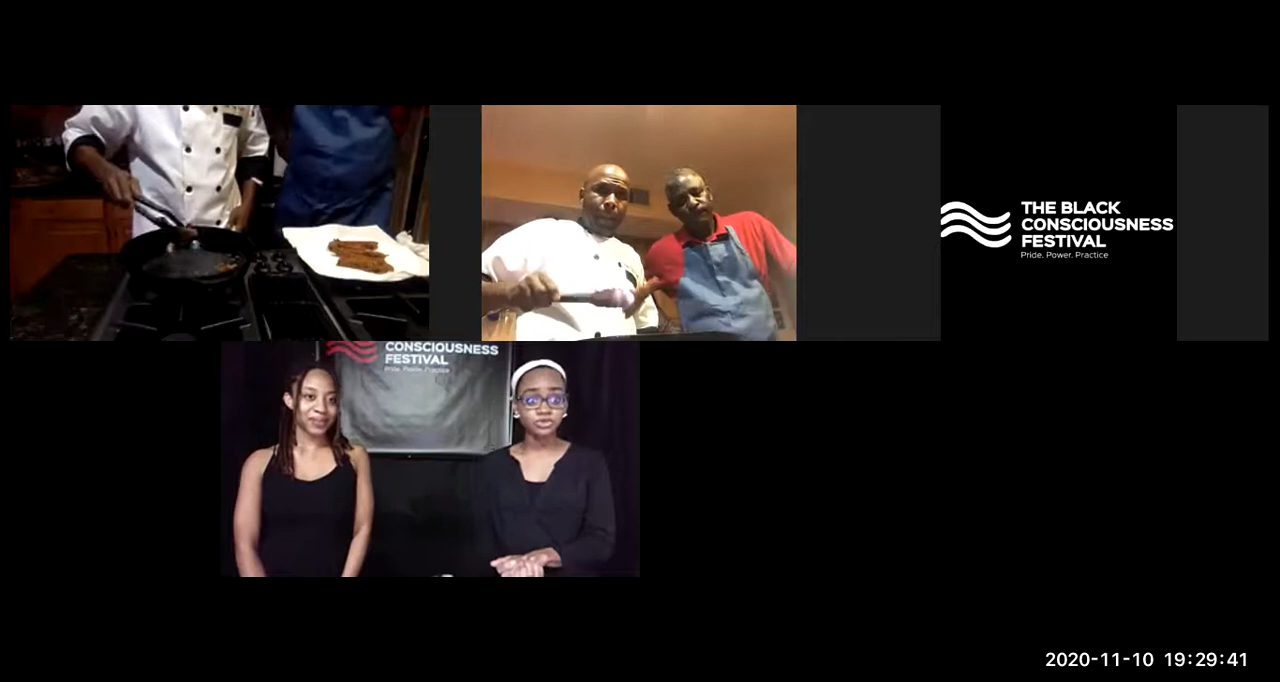 THE BLACK
CONSCIOUSNESS
FESTIVAL
Pride. Power. Practice
CONSCIOUSNESS
FESTIVAL
Pride. Power. Practice
2020-11-10 19:29:41